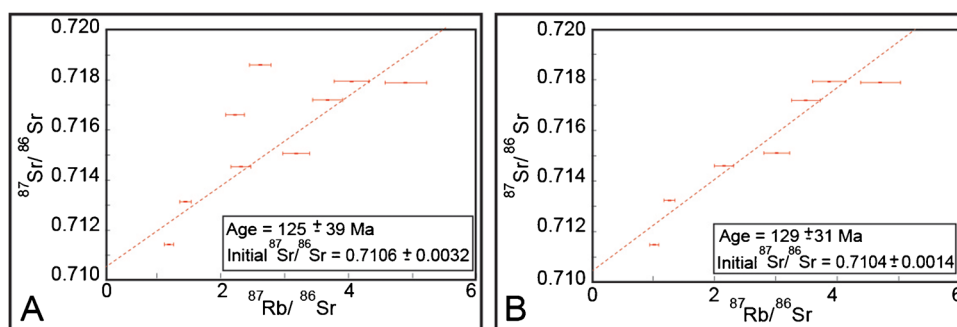 0.720
0.718
0.716
0.714
0.712
0.710
87Sr/ 86Sr
Age = 125 ± 39 Ma
Initial 87Sr/ 86Sr = 0.7106 ± 0.0032
0 2 4 6
87Rb/ 86Sr
A
0.720
0.718
0.716
0.714
0.712
0.710
87Sr/ 86Sr
Age = 129 ± 31 Ma
Initial 87Sr/ 86Sr = 0.7104 ± 0.0014
0 2 4 6
87Rb/ 86Sr
B